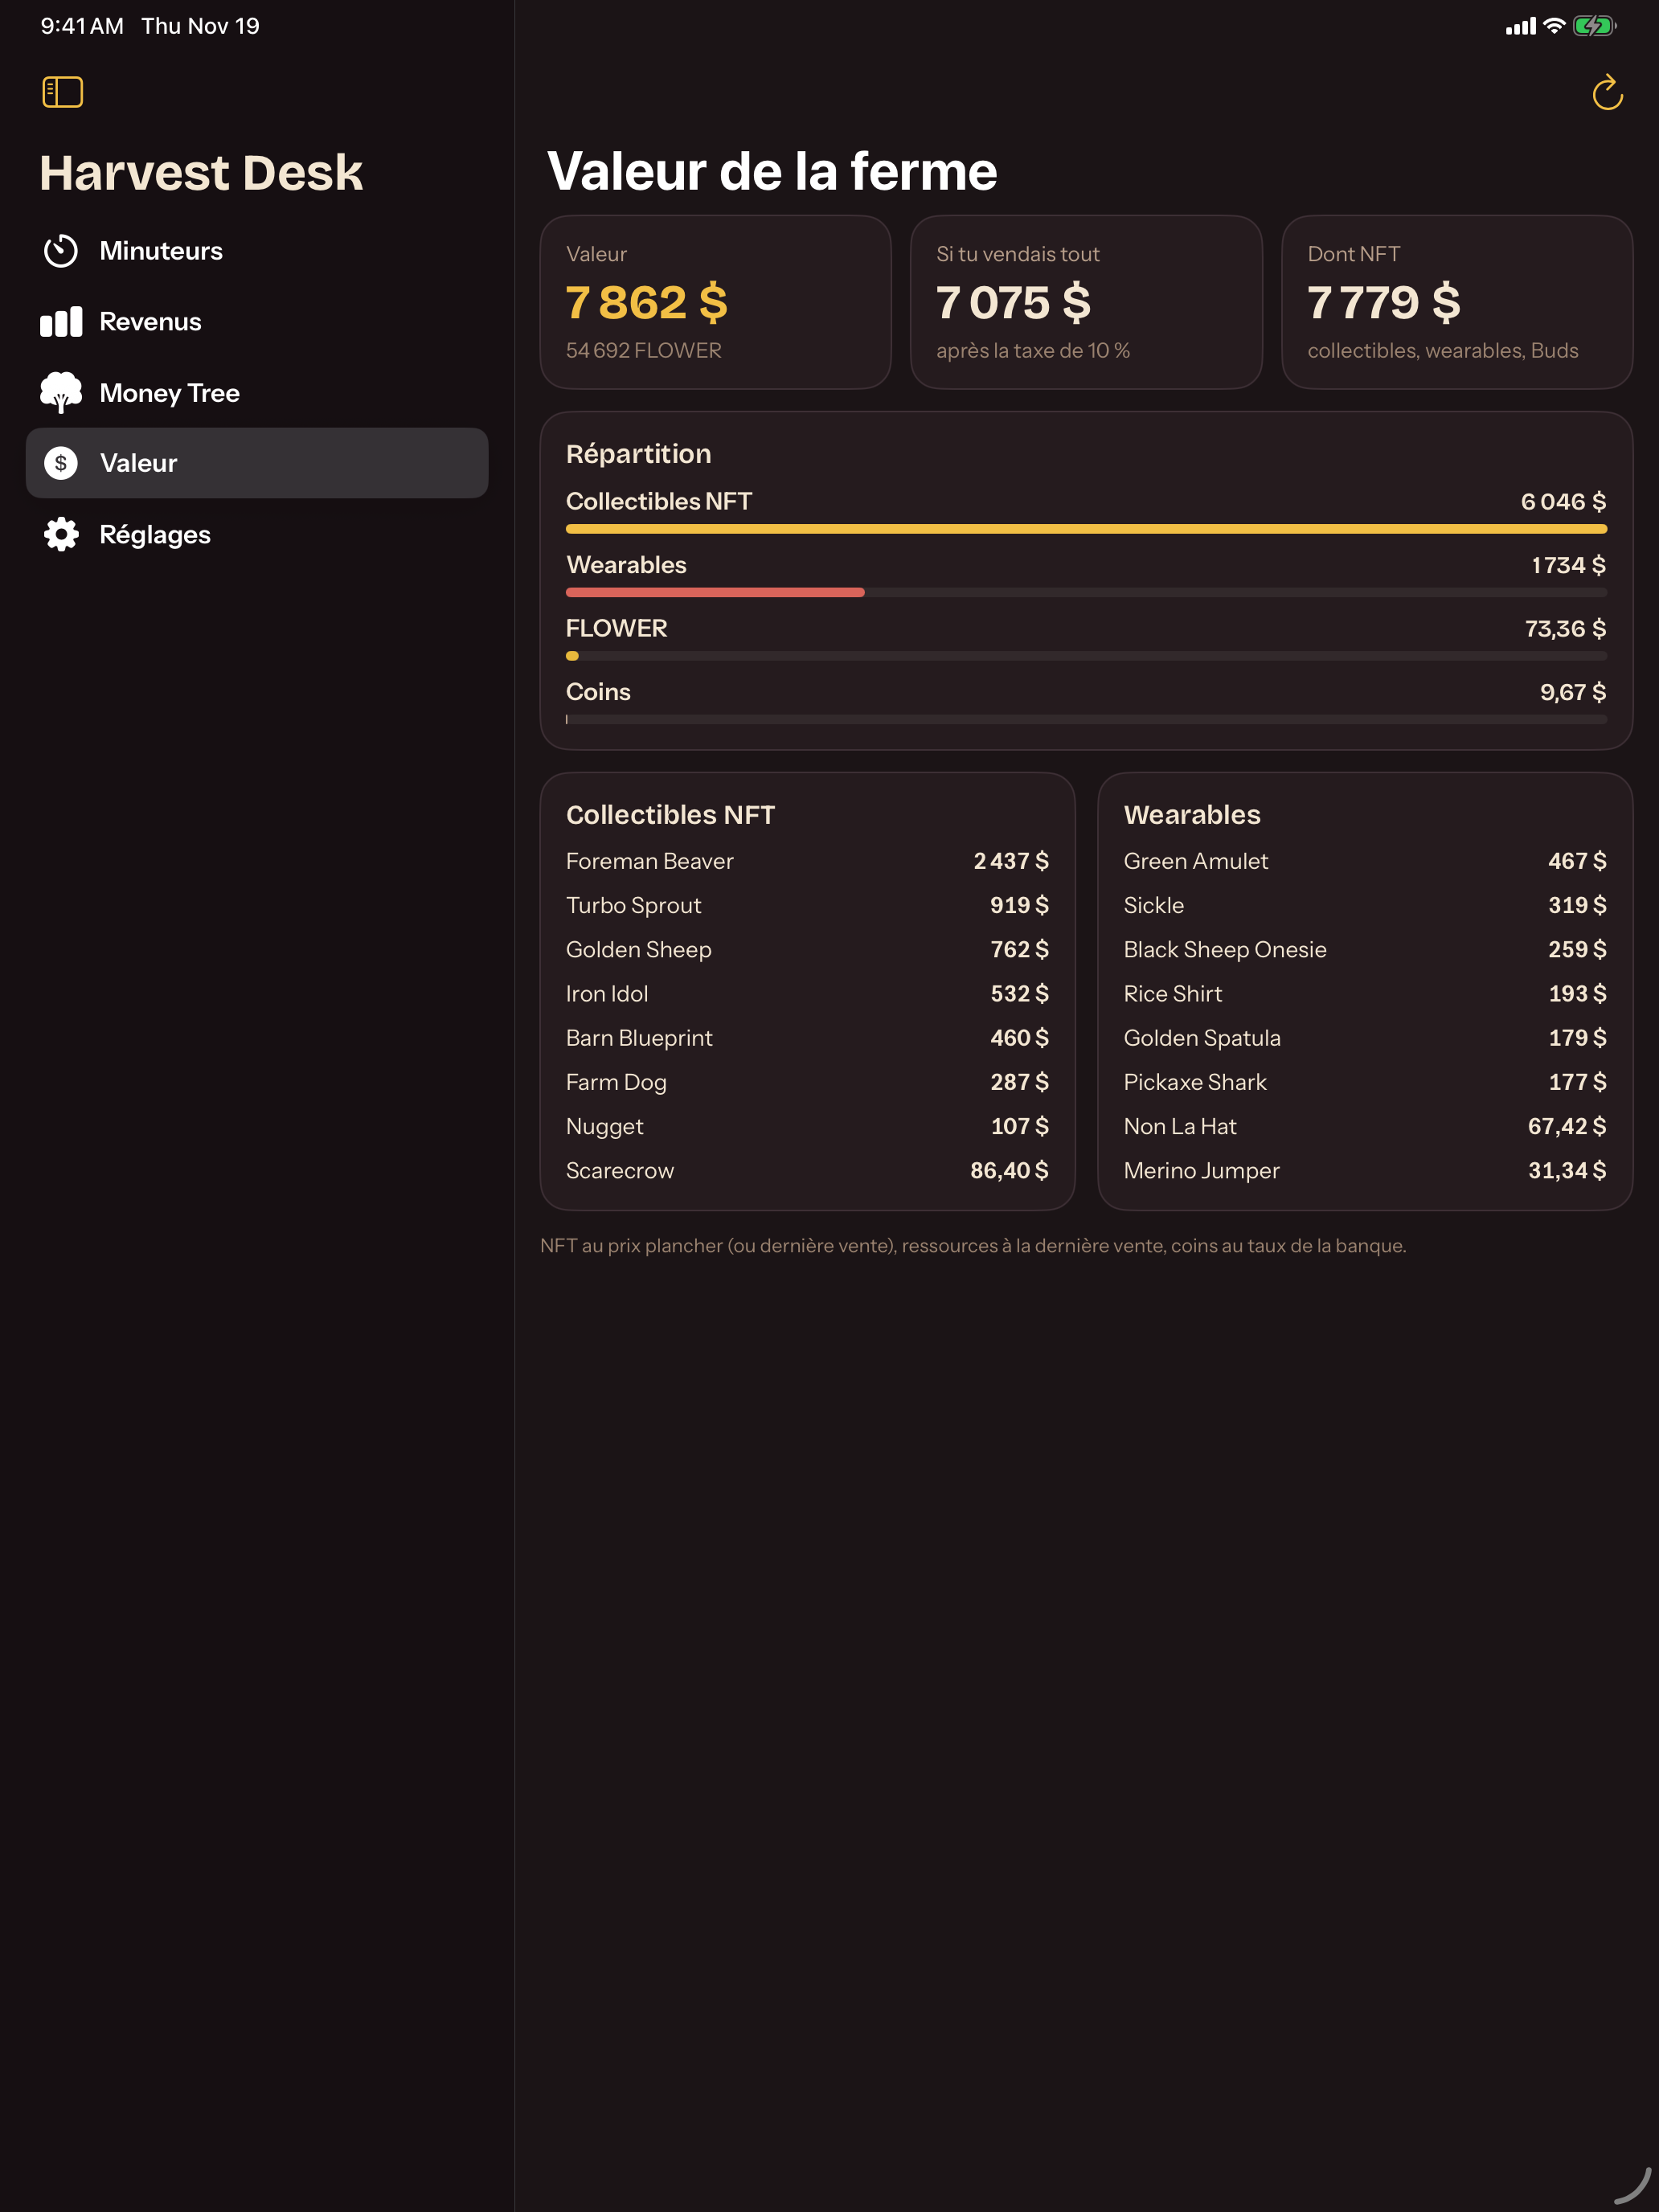 9:41 AM Thu Nov 19
Harvest Desk
Minuteurs
Revenus
Money Tree
$ Valeur
Réglages
Valeur de la ferme
Valeur
7 862 $
54 692 FLOWER
Si tu vendais tout
7 075 $
après la taxe de 10 %
Dont NFT
7 779 $
collectibles, wearables, Buds
Répartition
Collectibles NFT 6 046 $
Wearables 1 734 $
FLOWER 73,36 $
Coins 9,67 $
Collectibles NFT
Foreman Beaver 2 437 $
Turbo Sprout 919 $
Golden Sheep 762 $
Iron Idol 532 $
Barn Blueprint 460 $
Farm Dog 287 $
Nugget 107 $
Scarecrow 86,40 $
Wearables
Green Amulet 467 $
Sickle 319 $
Black Sheep Onesie 259 $
Rice Shirt 193 $
Golden Spatula 179 $
Pickaxe Shark 177 $
Non La Hat 67,42 $
Merino Jumper 31,34 $
NFT au prix plancher (ou dernière vente), ressources à la dernière vente, coins au taux de la banque.